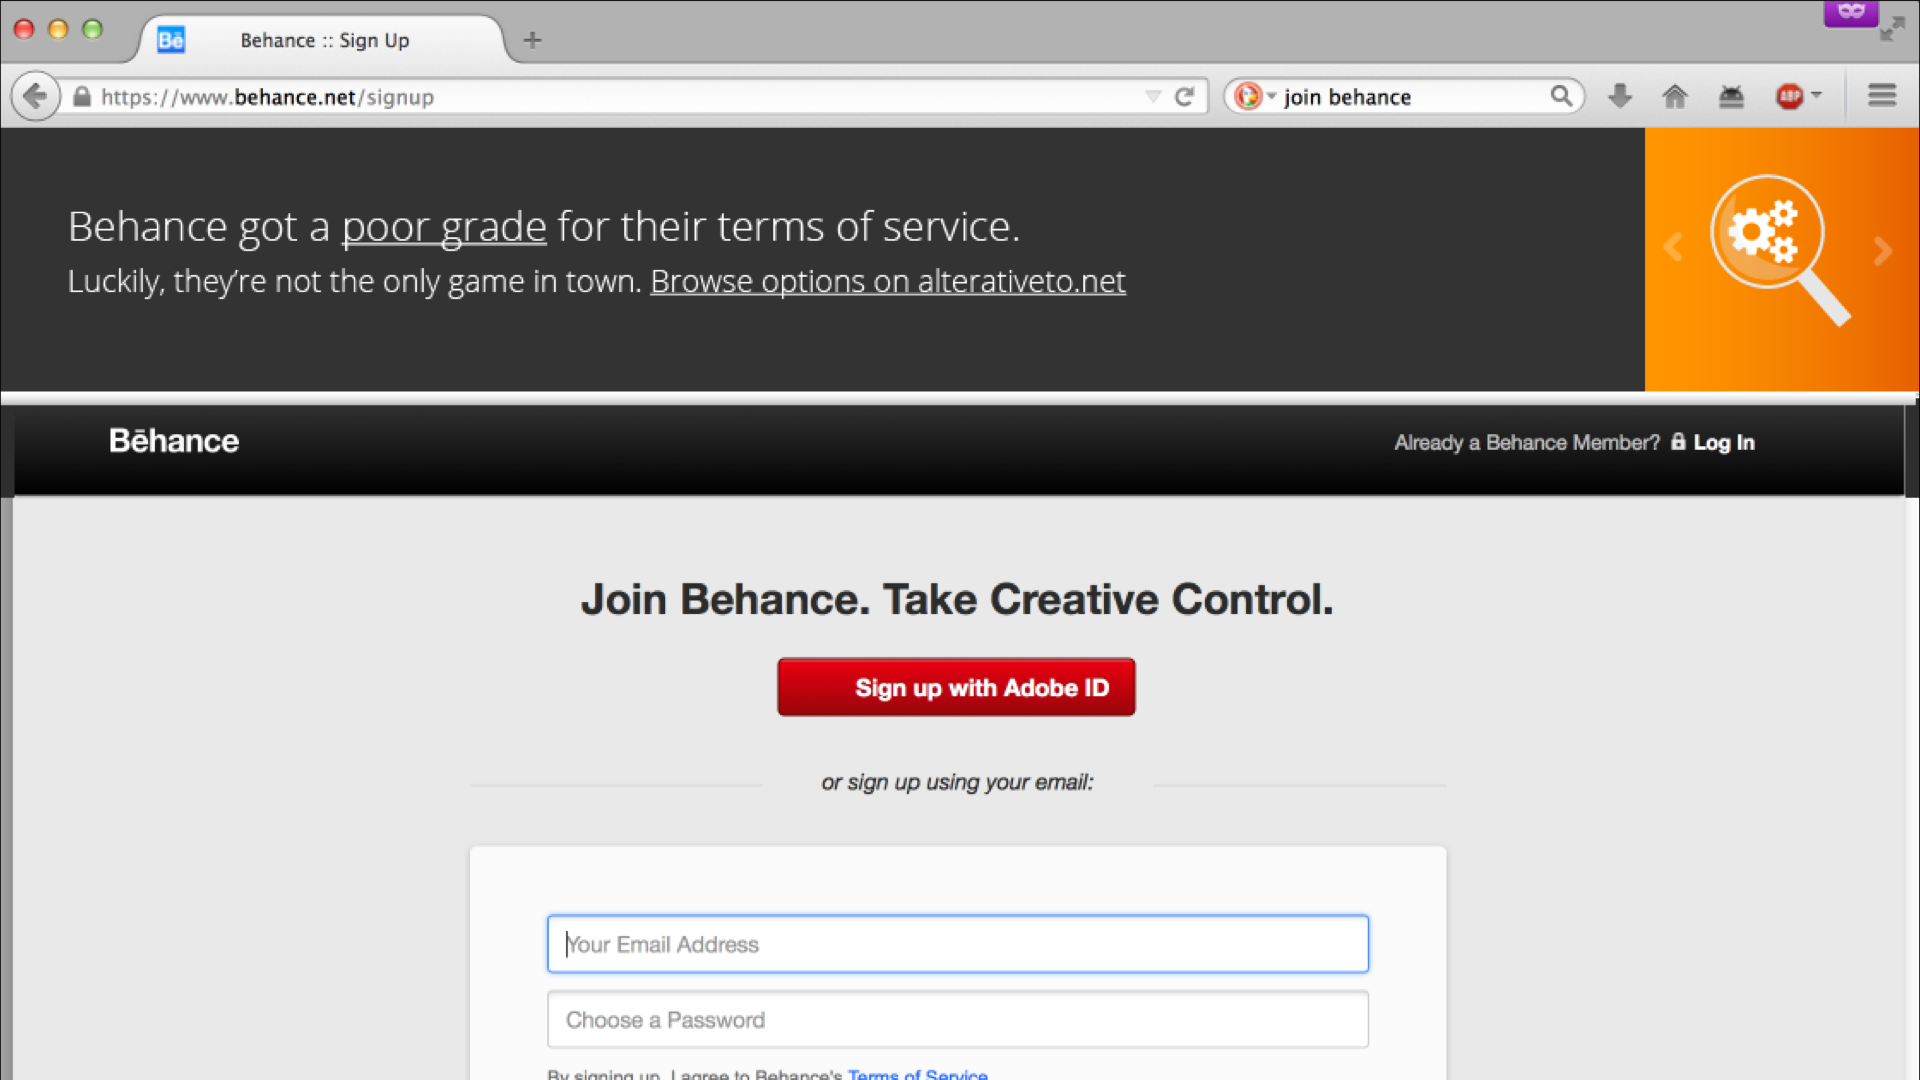 Bē Behance :: Sign Up
https://www.behance.net/signup
join behance
ABP
Behance got a poor grade for their terms of service.
Luckily, they’re not the only game in town. Browse options on alterativeto.net
Bēhance
Already a Behance Member? Log In
Join Behance. Take Creative Control.
Sign up with Adobe ID
or sign up using your email:
Your Email Address
Choose a Password
By signing up, I agree to Behance's Terms of Service